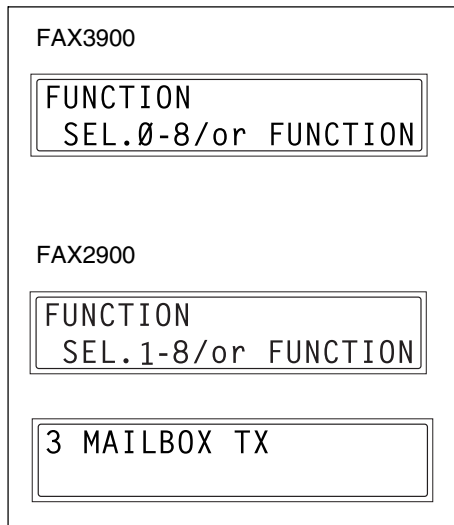 FAX3900
FUNCTION
SEL.Ø-8/or FUNCTION
FAX2900
FUNCTION
SEL.1-8/or FUNCTION
3 MAILBOX TX